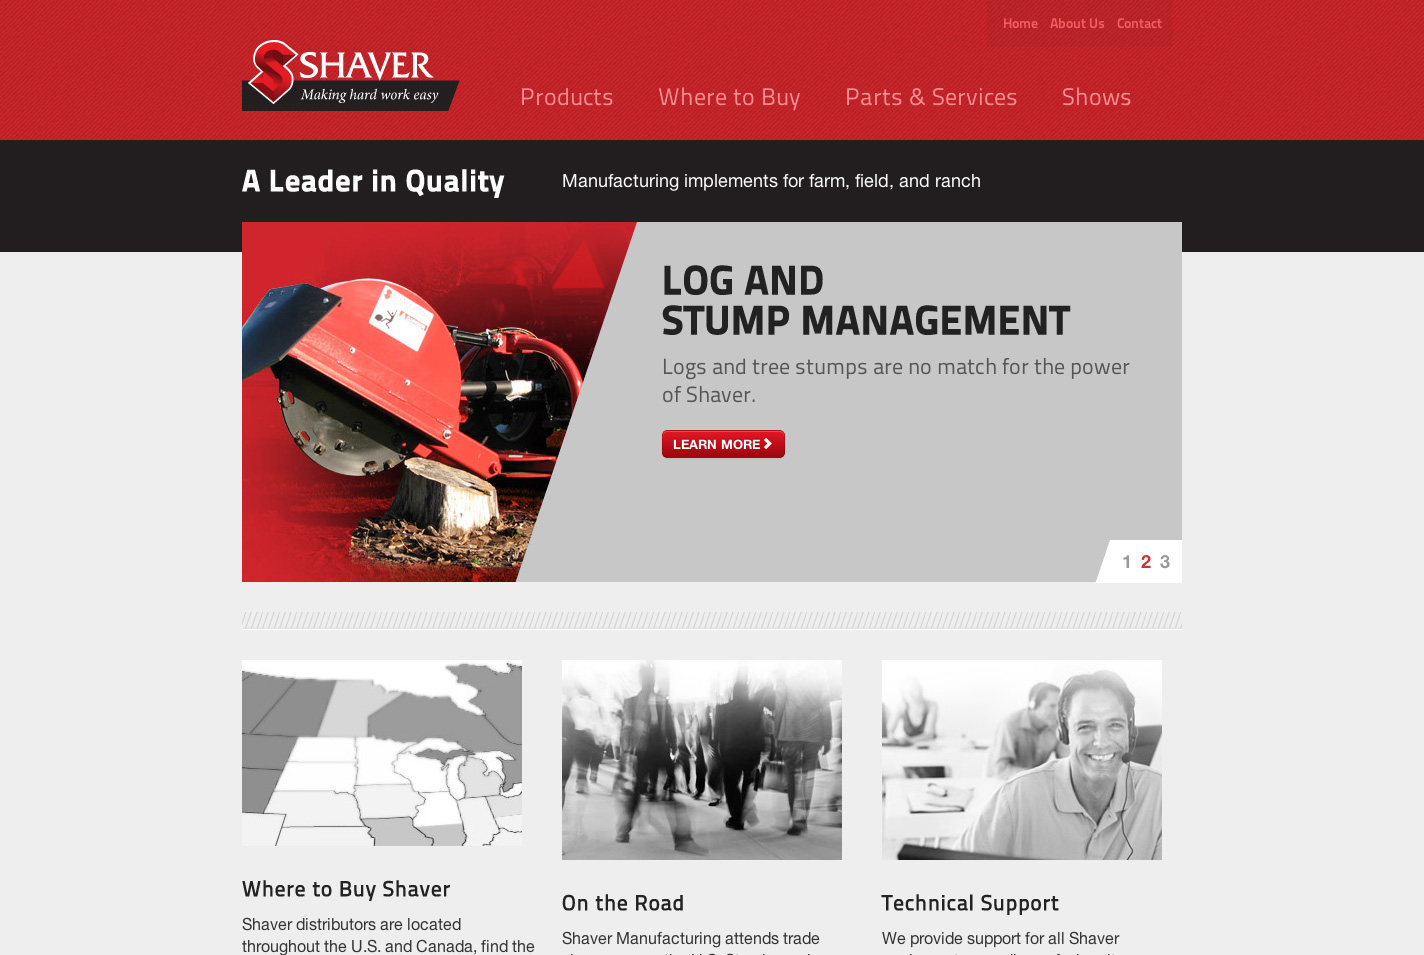 Home About Us Contact
SHAVER
Making hard work easy
Products Where to Buy Parts & Services Shows
A Leader in Quality
Manufacturing implements for farm, field, and ranch
LOG AND
STUMP MANAGEMENT
Logs and tree stumps are no match for the power
of Shaver.
LEARN MORE
1 2 3
Where to Buy Shaver
Shaver distributors are located
throughout the U.S. and Canada, find the
On the Road
Shaver Manufacturing attends trade
Technical Support
We provide support for all Shaver